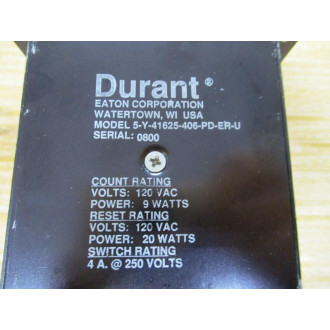 Durant®
EATON CORPORATION
WATERTOWN, WI USA
MODEL 5-Y-41625-406-PD-ER-U
SERIAL: 0800
COUNT RATING
VOLTS: 120 VAC
POWER: 9 WATTS
RESET RATING
VOLTS: 120 VAC
POWER: 20 WATTS
SWITCH RATING
4 A. @ 250 VOLTS